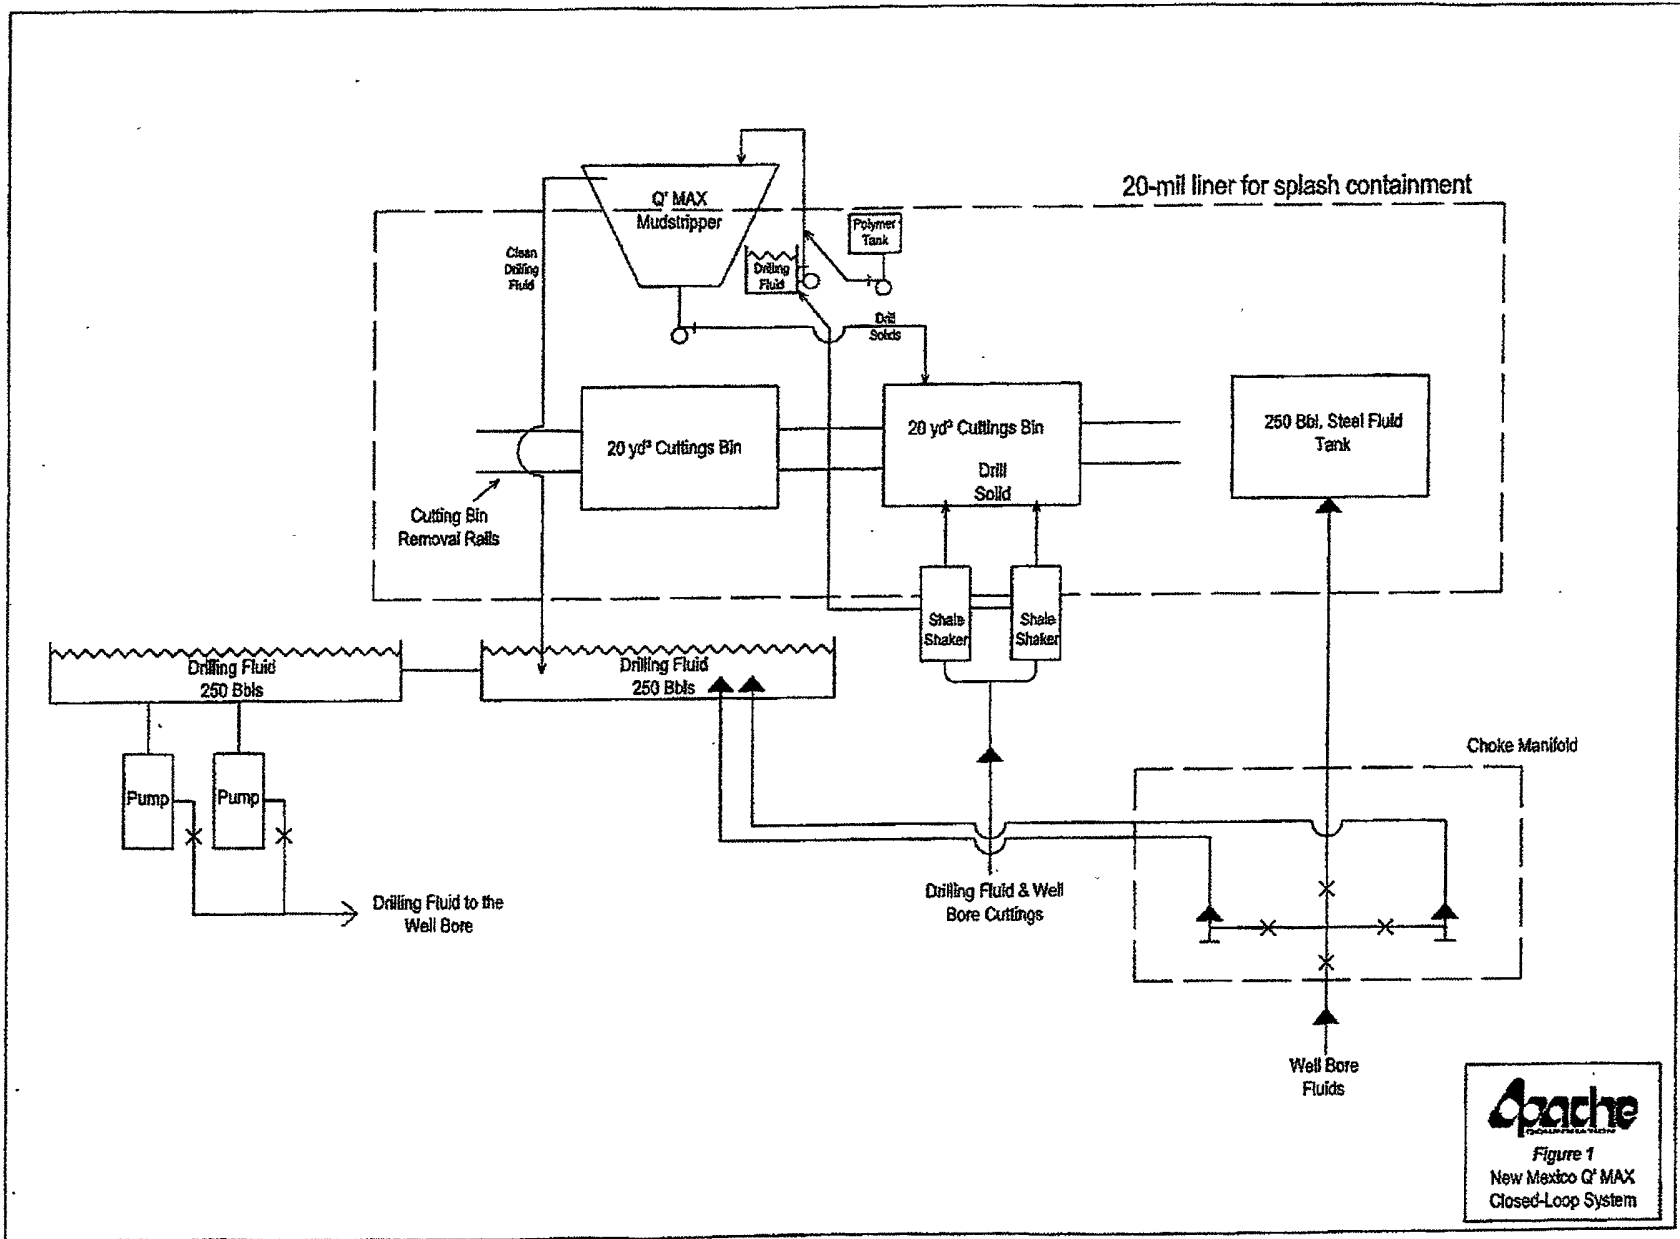 20-mil liner for splash containment
Q' MAX
Mudstripper
Polymer
Tank
Clean
Drilling
Fluid
Drilling
Fluid
Drill
Solids
20 yd³ Cuttings Bin
20 yd³ Cuttings Bin
Drill
Solid
250 Bbl. Steel Fluid
Tank
Cutting Bin
Removal Rails
Shale
Shaker
Shale
Shaker
Drilling Fluid
250 Bbls
Drilling Fluid
250 Bbls
Choke Manifold
Pump
Pump
Drilling Fluid to the
Well Bore
Drilling Fluid & Well
Bore Cuttings
Well Bore
Fluids
Apache
CORPORATION
Figure 1
New Mexico Q' MAX
Closed-Loop System